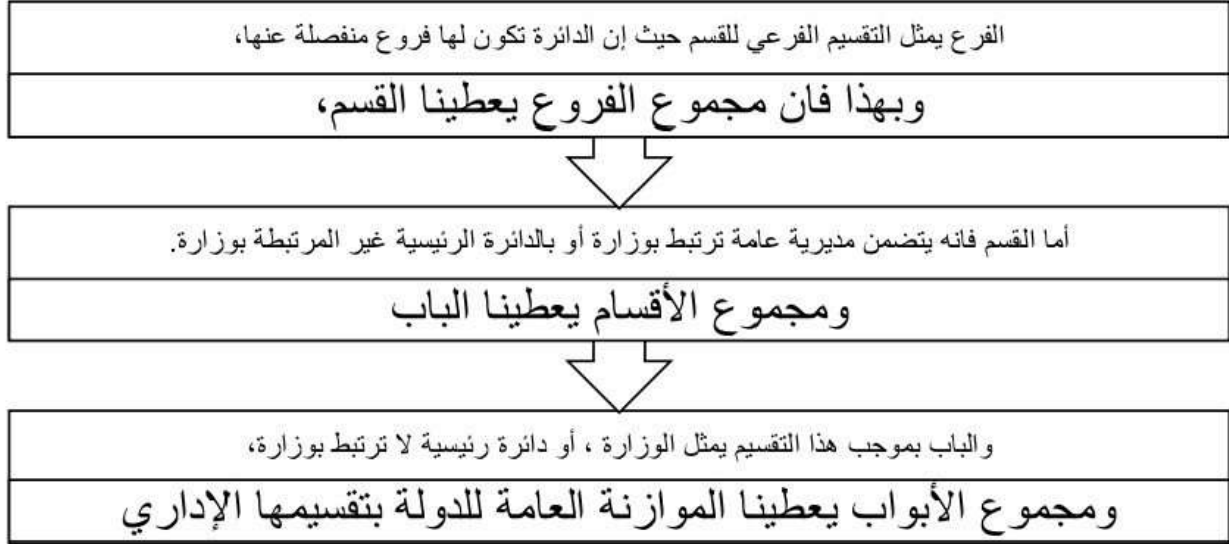 الفرع يمثل التقسيم الفرعي للقسم حيث إن الدائرة تكون لها فروع منفصلة عنها،
وبهذا فان مجموع الفروع يعطينا القسم،
أما القسم فانه يتضمن مديرية عامة ترتبط بوزارة أو بالدائرة الرئيسية غير المرتبطة بوزارة.
ومجموع الأقسام يعطينا الباب
والباب بموجب هذا التقسيم يمثل الوزارة ، أو دائرة رئيسية لا ترتبط بوزارة،
ومجموع الأبواب يعطينا الموازنة العامة للدولة بتقسيمها الإداري